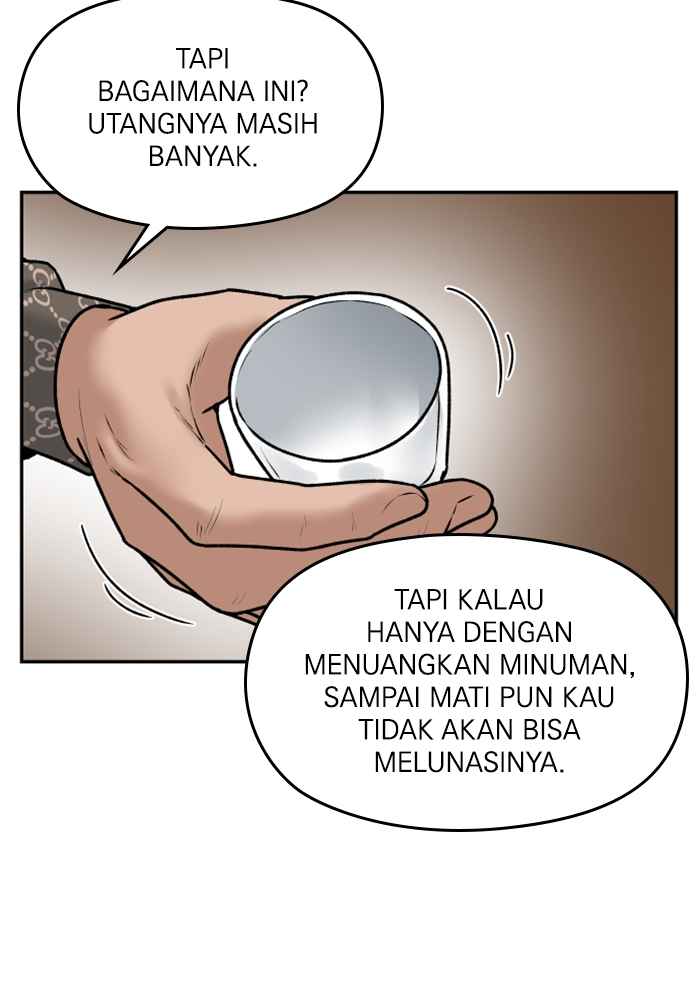 TAPI
BAGAIMANA INI?
UTANGNYA MASIH
BANYAK.
TAPI KALAU
HANYA DENGAN
MENUANGKAN MINUMAN,
SAMPAI MATI PUN KAU
TIDAK AKAN BISA
MELUNASINYA.